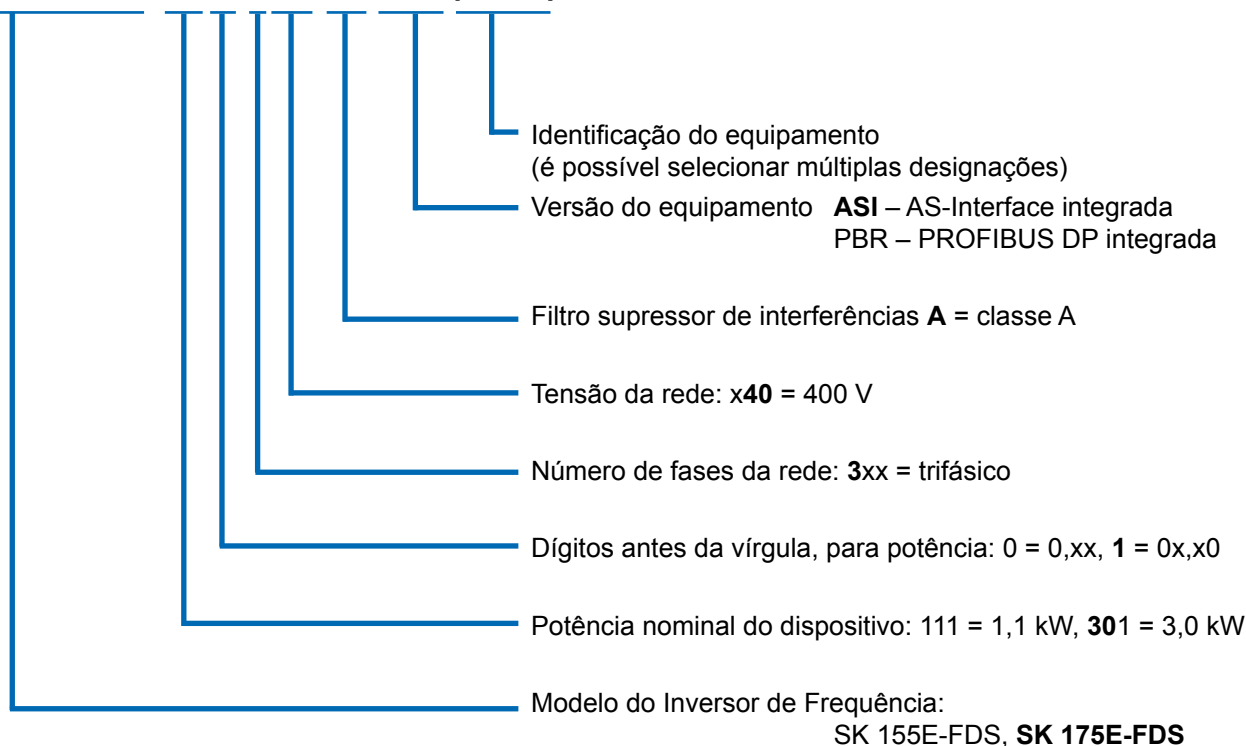 Identificação do equipamento
(é possível selecionar múltiplas designações)
Versão do equipamento ASI – AS-Interface integrada
PBR – PROFIBUS DP integrada
Filtro supressor de interferências A = classe A
Tensão da rede: x40 = 400 V
Número de fases da rede: 3xx = trifásico
Dígitos antes da vírgula, para potência: 0 = 0,xx, 1 = 0x,x0
Potência nominal do dispositivo: 111 = 1,1 kW, 301 = 3,0 kW
Modelo do Inversor de Frequência:
SK 155E-FDS, SK 175E-FDS